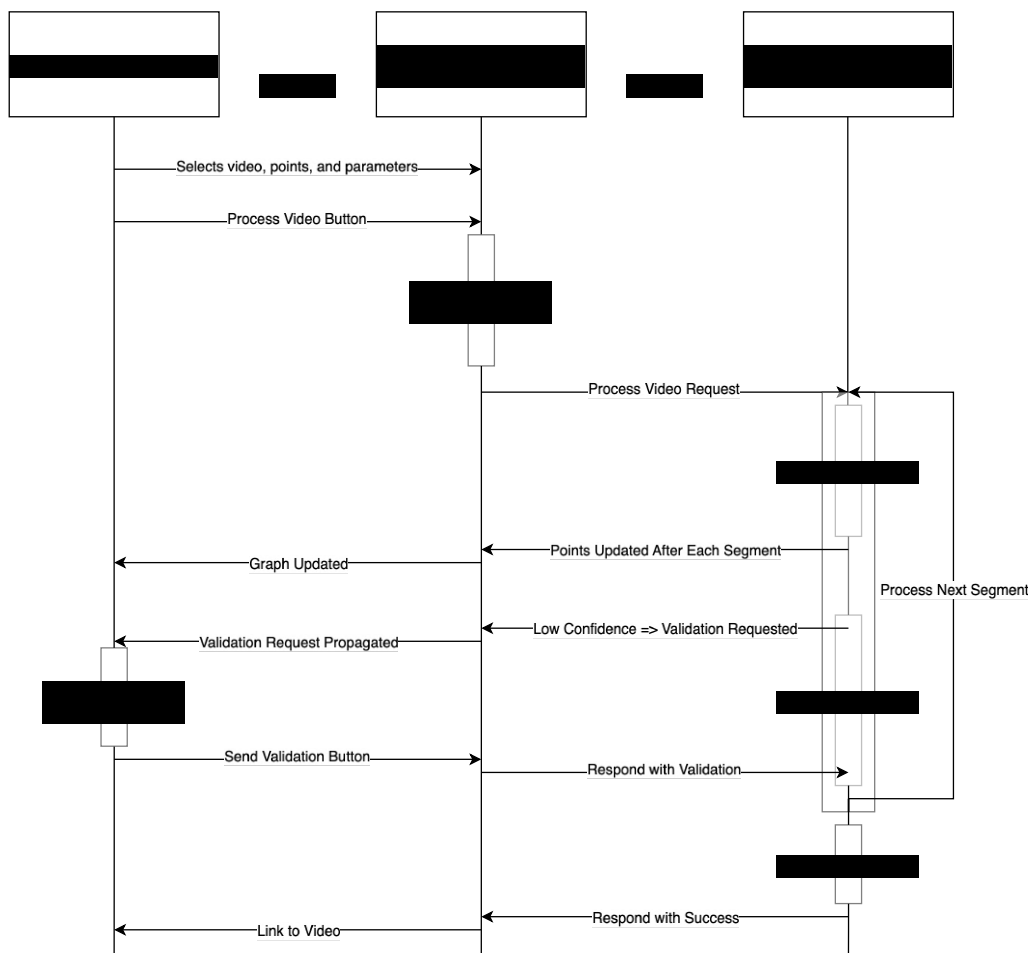 Selects video, points, and parameters
Process Video Button
Process Video Request
Points Updated After Each Segment
Graph Updated
Process Next Segment
Low Confidence => Validation Requested
Validation Request Propagated
Send Validation Button
Respond with Validation
Respond with Success
Link to Video